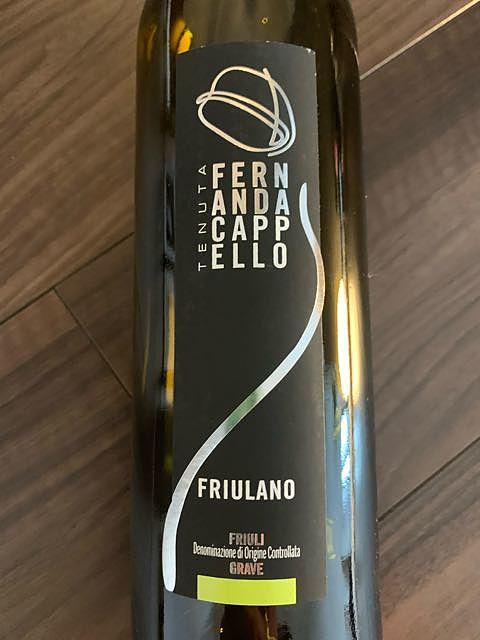 TENUTA
FERN
ANDA
CAPP
ELLO
FRIULANO
FRIULI
Denominazione di Origine Controllata
GRAVE